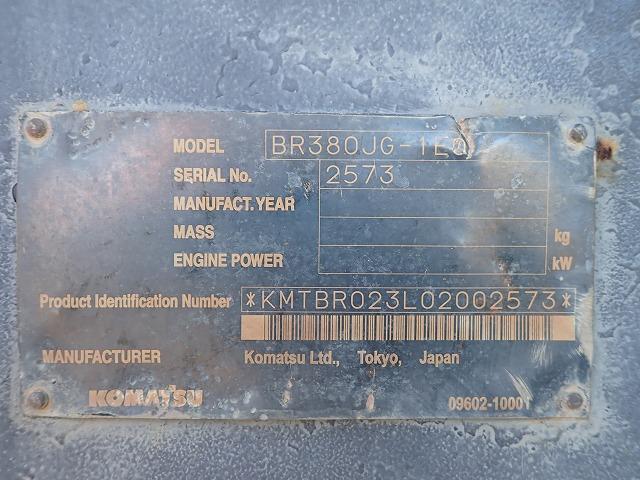 MODEL BR380JG-1E0
SERIAL No. 2573
MANUFACT.YEAR
MASS kg
ENGINE POWER kW
Product Identification Number *KMTBR023L02002573*
MANUFACTURER Komatsu Ltd., Tokyo, Japan
KOMATSU 09602-10001